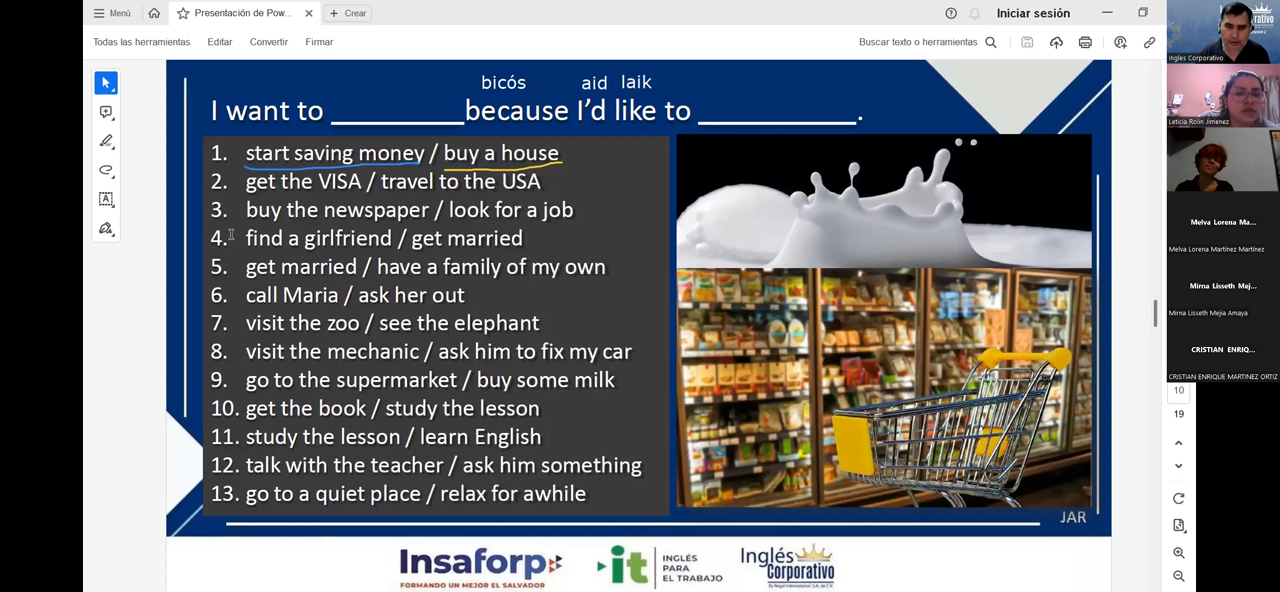 Menú
Presentación de Pow...
Crear
Iniciar sesión
Todas las herramientas
Editar
Convertir
Firmar
Buscar texto o herramientas
bicós aid laik
I want to _________ because I'd like to ____________.
1. start saving money / buy a house
2. get the VISA / travel to the USA
3. buy the newspaper / look for a job
4. find a girlfriend / get married
5. get married / have a family of my own
6. call Maria / ask her out
7. visit the zoo / see the elephant
8. visit the mechanic / ask him to fix my car
9. go to the supermarket / buy some milk
10. get the book / study the lesson
11. study the lesson / learn English
12. talk with the teacher / ask him something
13. go to a quiet place / relax for awhile
JAR
Insaforp
FORMANDO UN MEJOR EL SALVADOR
it
INGLÉS
PARA
EL TRABAJO
Inglés
Corporativo
By Regal International, S.A. de C.V.
Ingles Corporativo
Leticia Rolin Jimenez
Melva Lorena Ma...
Melva Lorena Martínez Martínez
Mirna Lisseth Mej...
Mirna Lisseth Mejia Amaya
CRISTIAN ENRIQ...
CRISTIAN ENRIQUE MARTINEZ ORTIZ
10
19